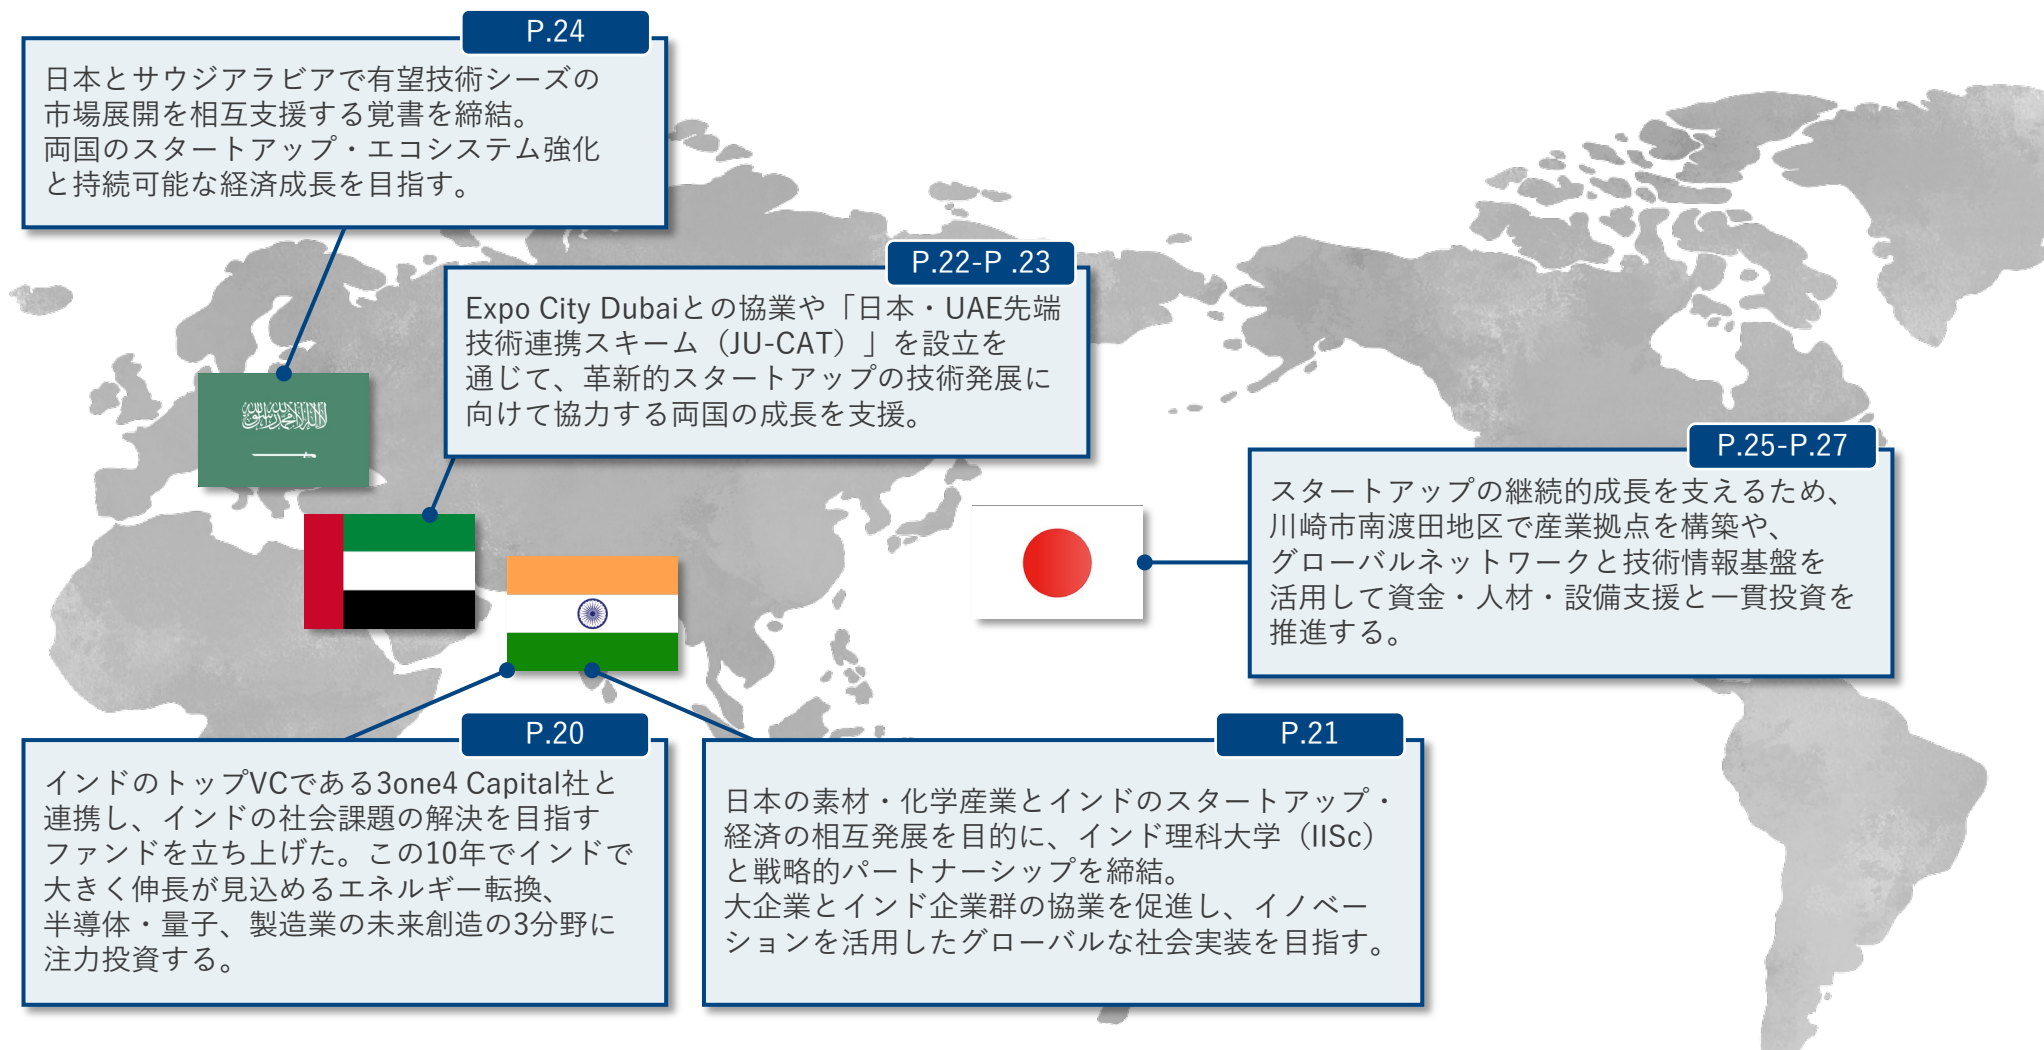 P.24
日本とサウジアラビアで有望技術シーズの
市場展開を相互支援する覚書を締結。
両国のスタートアップ・エコシステム強化
と持続可能な経済成長を目指す。
P.22-P .23
Expo City Dubaiとの協業や「日本・UAE先端
技術連携スキーム（JU-CAT）」を設立を
通じて、革新的スタートアップの技術発展に
向けて協力する両国の成長を支援。
P.25-P.27
スタートアップの継続的成長を支えるため、
川崎市南渡田地区で産業拠点を構築や、
グローバルネットワークと技術情報基盤を
活用して資金・人材・設備支援と一貫投資を
推進する。
P.20
インドのトップVCである3one4 Capital社と
連携し、インドの社会課題の解決を目指す
ファンドを立ち上げた。この10年でインドで
大きく伸長が見込めるエネルギー転換、
半導体・量子、製造業の未来創造の3分野に
注力投資する。
P.21
日本の素材・化学産業とインドのスタートアップ・
経済の相互発展を目的に、インド理科大学（IISc）
と戦略的パートナーシップを締結。
大企業とインド企業群の協業を促進し、イノベー
ションを活用したグローバルな社会実装を目指す。